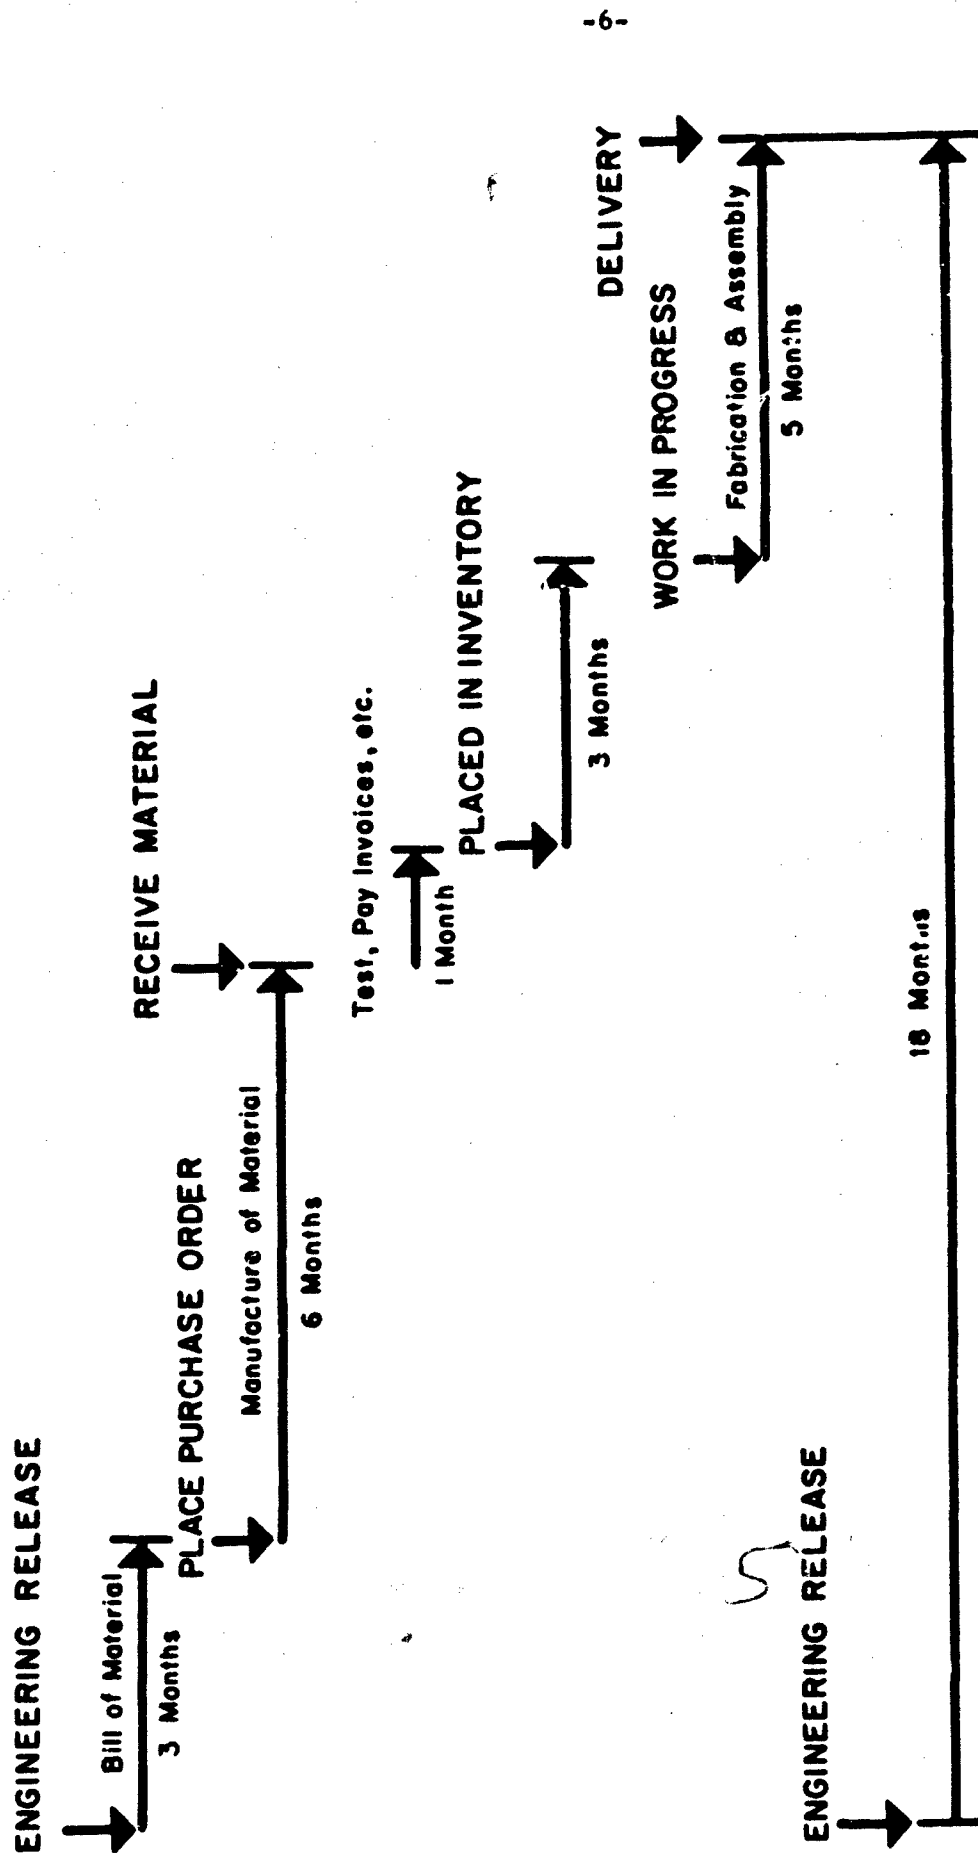 -6-
ENGINEERING RELEASE
Bill of Material
3 Months
PLACE PURCHASE ORDER
Manufacture of Material
6 Months
RECEIVE MATERIAL
Test, Pay Invoices, etc.
1 Month
PLACED IN INVENTORY
3 Months
WORK IN PROGRESS
Fabrication & Assembly
5 Months
DELIVERY
ENGINEERING RELEASE
18 Months